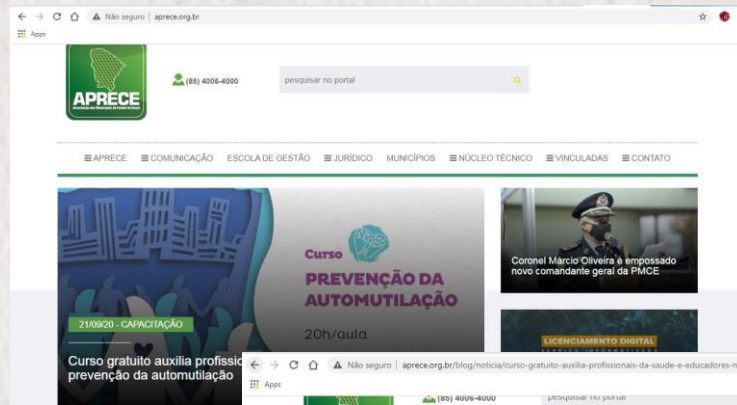 Não seguro | aprece.org.br
Apps
APRECE
(85) 4006-4000
pesquisar no portal
APRECE COMUNICAÇÃO ESCOLA DE GESTÃO JURÍDICO MUNICÍPIOS NÚCLEO TÉCNICO VINCULADAS CONTATO
Curso
PREVENÇÃO DA
AUTOMUTILAÇÃO
20h/aula
21/09/20 - CAPACITAÇÃO
Curso gratuito auxilia profissio
prevenção da automutilação
Coronel Márcio Oliveira é empossado
novo comandante geral da PMCE
LICENCIAMENTO DIGITAL
Não seguro | aprece.org.br/blog/noticia/curso-gratuito-auxilia-profissionais-da-saude-e-educadores-n
Apps
(85) 4006-4000
pesquisar no portal